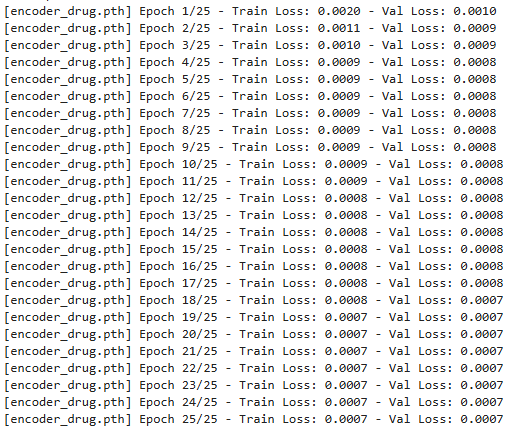 [encoder_drug.pth] Epoch 1/25 - Train Loss: 0.0020 - Val Loss: 0.0010
[encoder_drug.pth] Epoch 2/25 - Train Loss: 0.0011 - Val Loss: 0.0009
[encoder_drug.pth] Epoch 3/25 - Train Loss: 0.0010 - Val Loss: 0.0009
[encoder_drug.pth] Epoch 4/25 - Train Loss: 0.0009 - Val Loss: 0.0008
[encoder_drug.pth] Epoch 5/25 - Train Loss: 0.0009 - Val Loss: 0.0008
[encoder_drug.pth] Epoch 6/25 - Train Loss: 0.0009 - Val Loss: 0.0008
[encoder_drug.pth] Epoch 7/25 - Train Loss: 0.0009 - Val Loss: 0.0008
[encoder_drug.pth] Epoch 8/25 - Train Loss: 0.0009 - Val Loss: 0.0008
[encoder_drug.pth] Epoch 9/25 - Train Loss: 0.0009 - Val Loss: 0.0008
[encoder_drug.pth] Epoch 10/25 - Train Loss: 0.0009 - Val Loss: 0.0008
[encoder_drug.pth] Epoch 11/25 - Train Loss: 0.0009 - Val Loss: 0.0008
[encoder_drug.pth] Epoch 12/25 - Train Loss: 0.0008 - Val Loss: 0.0008
[encoder_drug.pth] Epoch 13/25 - Train Loss: 0.0008 - Val Loss: 0.0008
[encoder_drug.pth] Epoch 14/25 - Train Loss: 0.0008 - Val Loss: 0.0008
[encoder_drug.pth] Epoch 15/25 - Train Loss: 0.0008 - Val Loss: 0.0008
[encoder_drug.pth] Epoch 16/25 - Train Loss: 0.0008 - Val Loss: 0.0008
[encoder_drug.pth] Epoch 17/25 - Train Loss: 0.0008 - Val Loss: 0.0008
[encoder_drug.pth] Epoch 18/25 - Train Loss: 0.0008 - Val Loss: 0.0007
[encoder_drug.pth] Epoch 19/25 - Train Loss: 0.0007 - Val Loss: 0.0007
[encoder_drug.pth] Epoch 20/25 - Train Loss: 0.0007 - Val Loss: 0.0007
[encoder_drug.pth] Epoch 21/25 - Train Loss: 0.0007 - Val Loss: 0.0007
[encoder_drug.pth] Epoch 22/25 - Train Loss: 0.0007 - Val Loss: 0.0007
[encoder_drug.pth] Epoch 23/25 - Train Loss: 0.0007 - Val Loss: 0.0007
[encoder_drug.pth] Epoch 24/25 - Train Loss: 0.0007 - Val Loss: 0.0007
[encoder_drug.pth] Epoch 25/25 - Train Loss: 0.0007 - Val Loss: 0.0007